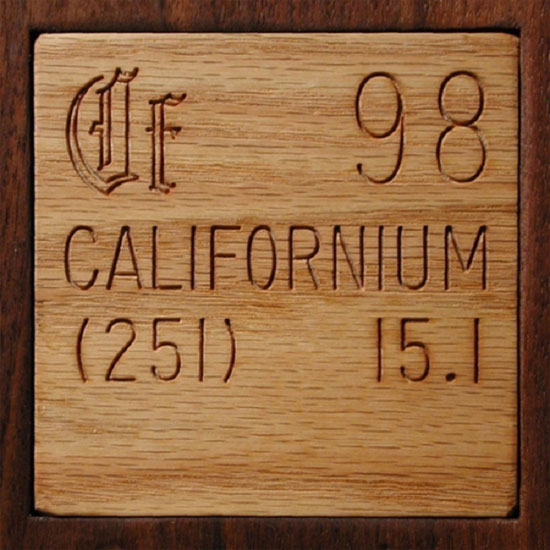 Cf 98
CALIFORNIUM
(251) 15.1